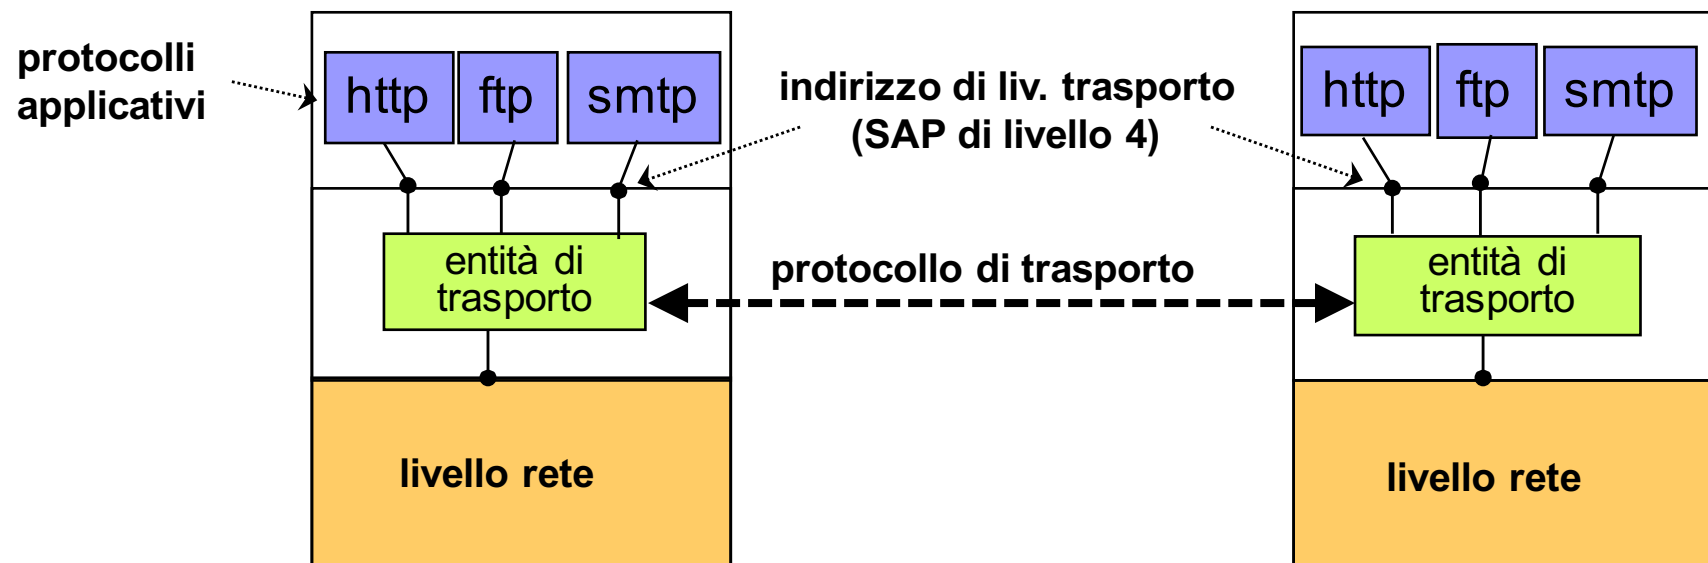 protocolli
applicativi
http ftp smtp
indirizzo di liv. trasporto
(SAP di livello 4)
http ftp smtp
entità di
trasporto
protocollo di trasporto
entità di
trasporto
livello rete
livello rete